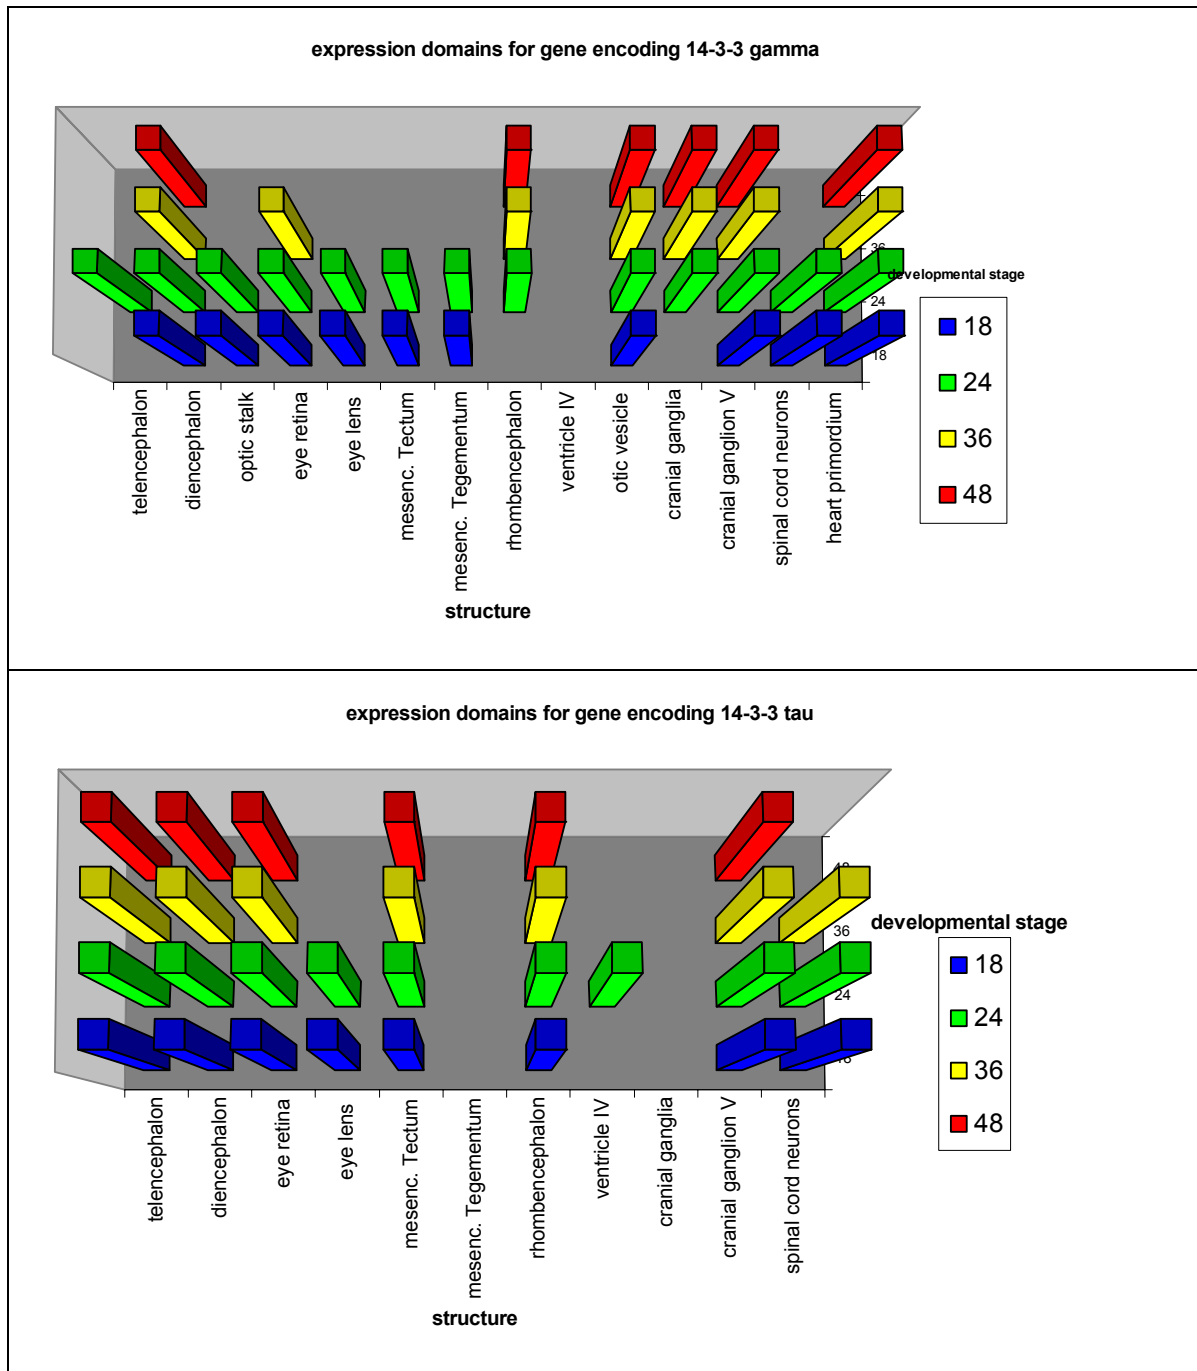 expression domains for gene encoding 14-3-3 gamma
36
developmental stage
24
18
18
24
36
48
telencephalon
diencephalon
optic stalk
eye retina
eye lens
mesenc. Tectum
mesenc. Tegementum
rhombencephalon
ventricle IV
otic vesicle
cranial ganglia
cranial ganglion V
spinal cord neurons
heart primordium
structure
expression domains for gene encoding 14-3-3 tau
48
36
24
18
developmental stage
18
24
36
48
telencephalon
diencephalon
eye retina
eye lens
mesenc. Tectum
mesenc. Tegementum
rhombencephalon
ventricle IV
cranial ganglia
cranial ganglion V
spinal cord neurons
structure